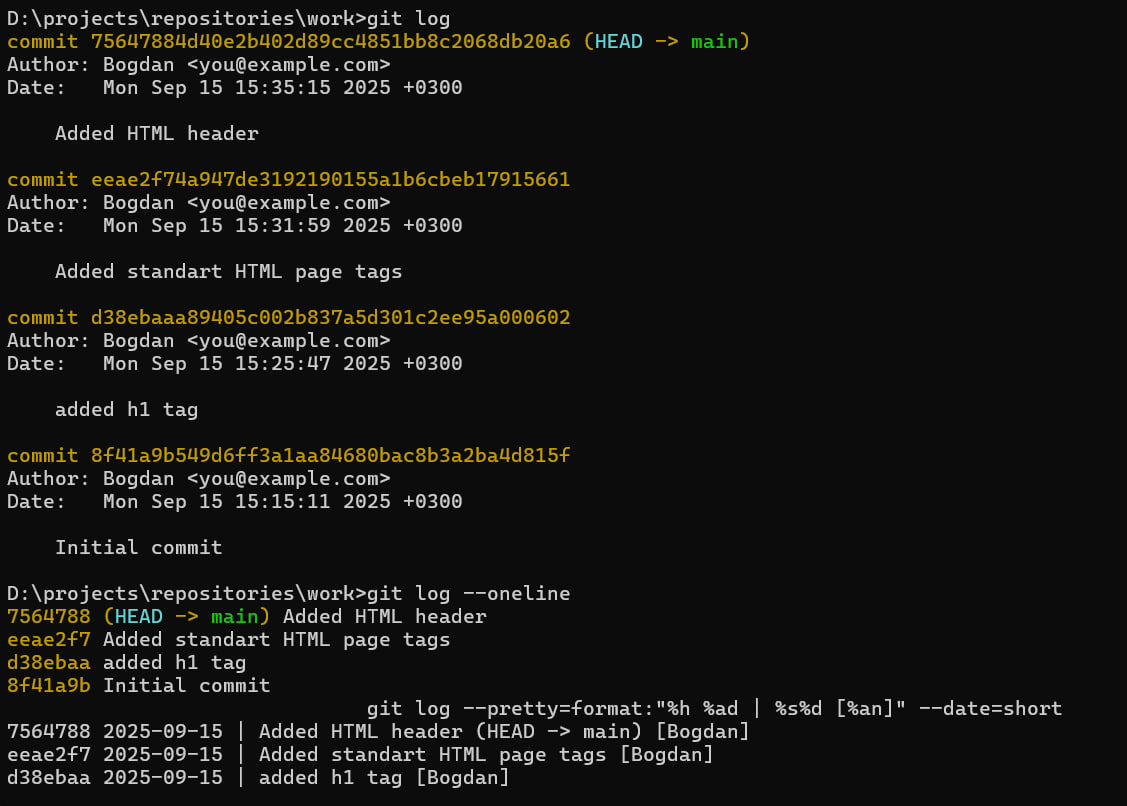 D:\projects\repositories\work>git log
commit 75647884d40e2b402d89cc4851bb8c2068db20a6 (HEAD -> main)
Author: Bogdan <you@example.com>
Date:   Mon Sep 15 15:35:15 2025 +0300
    Added HTML header
commit eeae2f74a947de3192190155a1b6cbeb17915661
Author: Bogdan <you@example.com>
Date:   Mon Sep 15 15:31:59 2025 +0300
    Added standart HTML page tags
commit d38ebaaa89405c002b837a5d301c2ee95a000602
Author: Bogdan <you@example.com>
Date:   Mon Sep 15 15:25:47 2025 +0300
    added h1 tag
commit 8f41a9b549d6ff3a1aa84680bac8b3a2ba4d815f
Author: Bogdan <you@example.com>
Date:   Mon Sep 15 15:15:11 2025 +0300
    Initial commit
D:\projects\repositories\work>git log --oneline
7564788 (HEAD -> main) Added HTML header
eeae2f7 Added standart HTML page tags
d38ebaa added h1 tag
8f41a9b Initial commit
                              git log --pretty=format:"%h %ad | %s%d [%an]" --date=short
7564788 2025-09-15 | Added HTML header (HEAD -> main) [Bogdan]
eeae2f7 2025-09-15 | Added standart HTML page tags [Bogdan]
d38ebaa 2025-09-15 | added h1 tag [Bogdan]